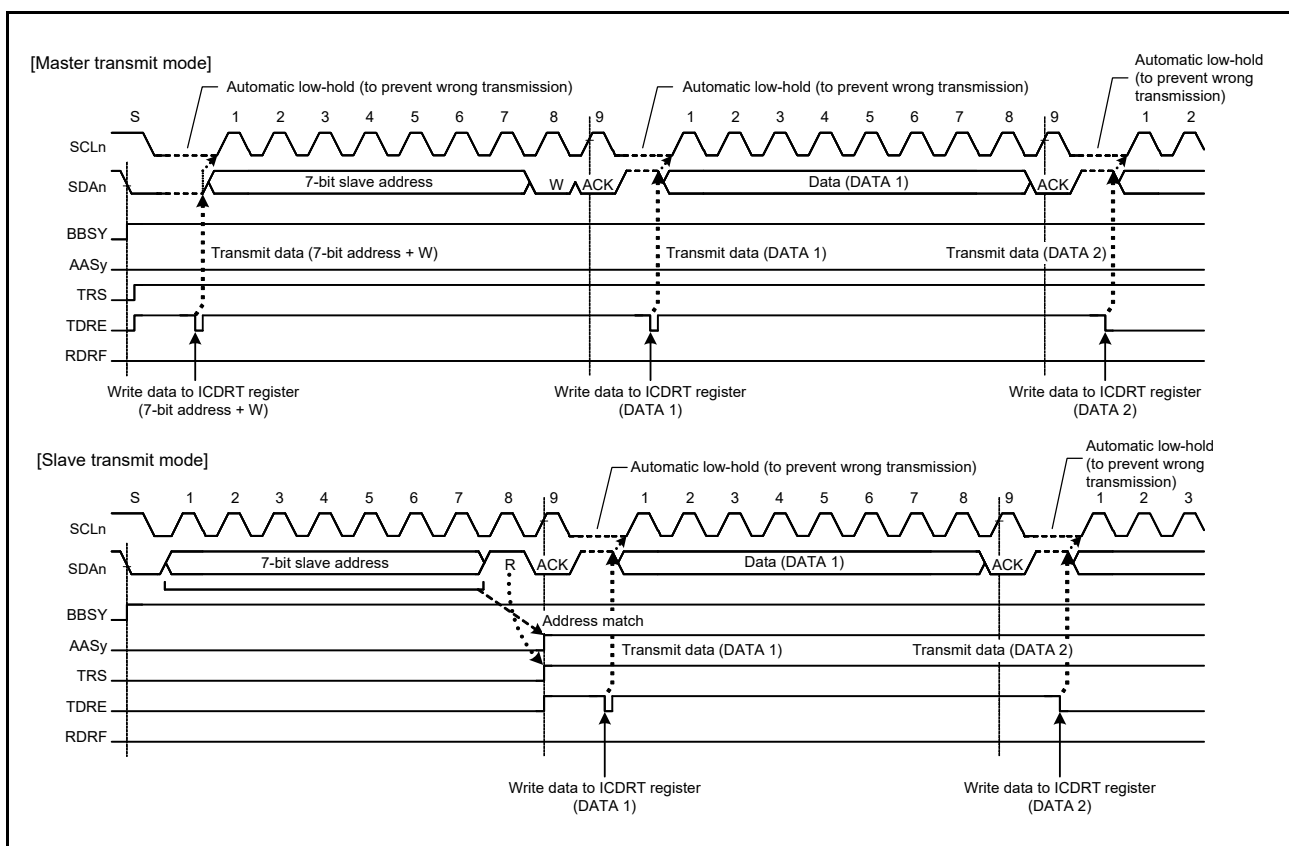 [Master transmit mode]
Automatic low-hold (to prevent wrong transmission)
Automatic low-hold (to prevent wrong transmission)
Automatic low-hold
(to prevent wrong
transmission)
S 1 2 3 4 5 6 7 8 9 1 2 3 4 5 6 7 8 9 1 2
SCLn
SDAn 7-bit slave address W ACK Data (DATA 1) ACK
BBSY
Transmit data (7-bit address + W) Transmit data (DATA 1) Transmit data (DATA 2)
AASy
TRS
TDRE
RDRF
Write data to ICDRT register
(7-bit address + W)
Write data to ICDRT register
(DATA 1)
Write data to ICDRT register
(DATA 2)
[Slave transmit mode]
Automatic low-hold (to prevent wrong transmission)
Automatic low-hold
(to prevent wrong
transmission)
S 1 2 3 4 5 6 7 8 9 1 2 3 4 5 6 7 8 9 1 2 3
SCLn
SDAn 7-bit slave address R ACK Data (DATA 1) ACK
BBSY
Address match
AASy
Transmit data (DATA 1) Transmit data (DATA 2)
TRS
TDRE
RDRF
Write data to ICDRT register
(DATA 1)
Write data to ICDRT register
(DATA 2)